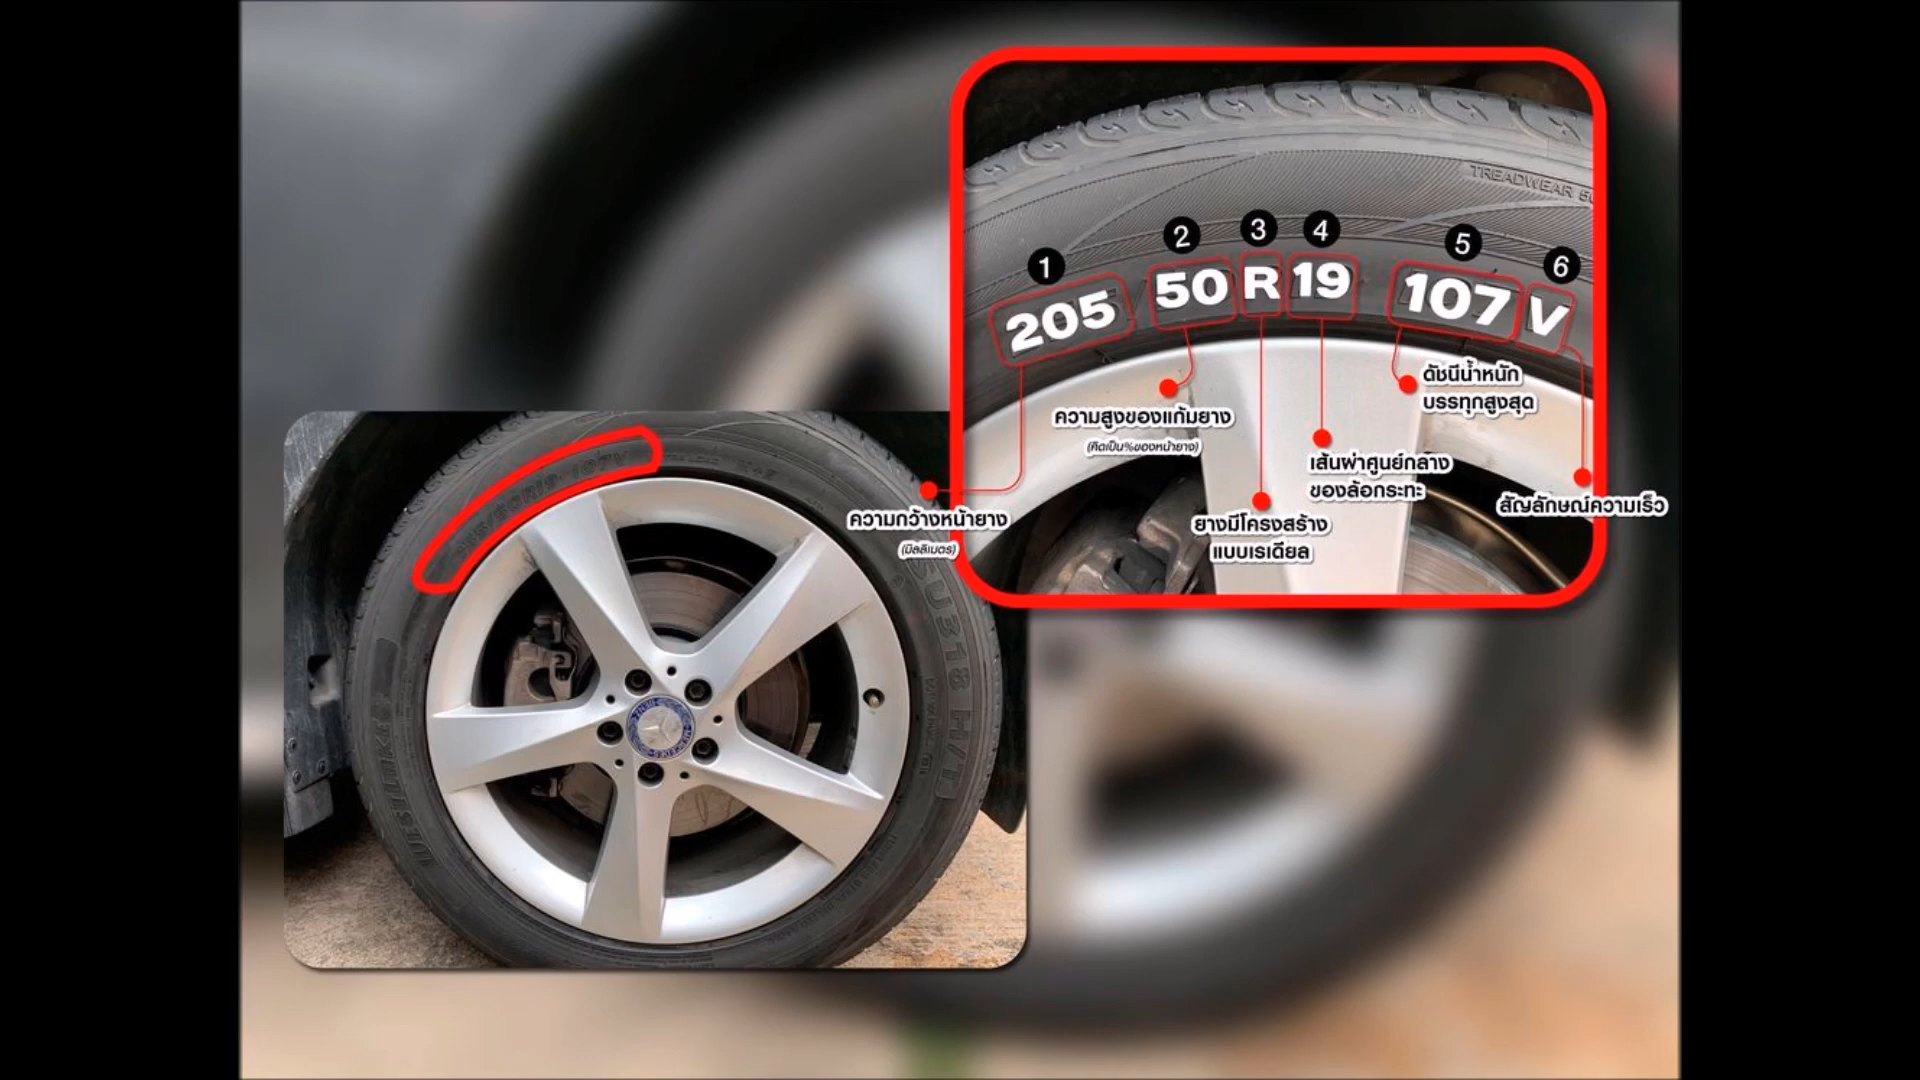 TREADWEAR
1
2
3
4
5
6
205
50
R
19
107
V
ดัชนีน้ำหนัก
บรรทุกสูงสุด
ความสูงของแก้มยาง
(คิดเป็น%ของหน้ายาง)
เส้นผ่าศูนย์กลาง
ของล้อกระทะ
สัญลักษณ์ความเร็ว
ความกว้างหน้ายาง
(มิลลิเมตร)
ยางมีโครงสร้าง
แบบเรเดียล
SU318 H/T
WESTLAKE
MERCEDES
BENZ